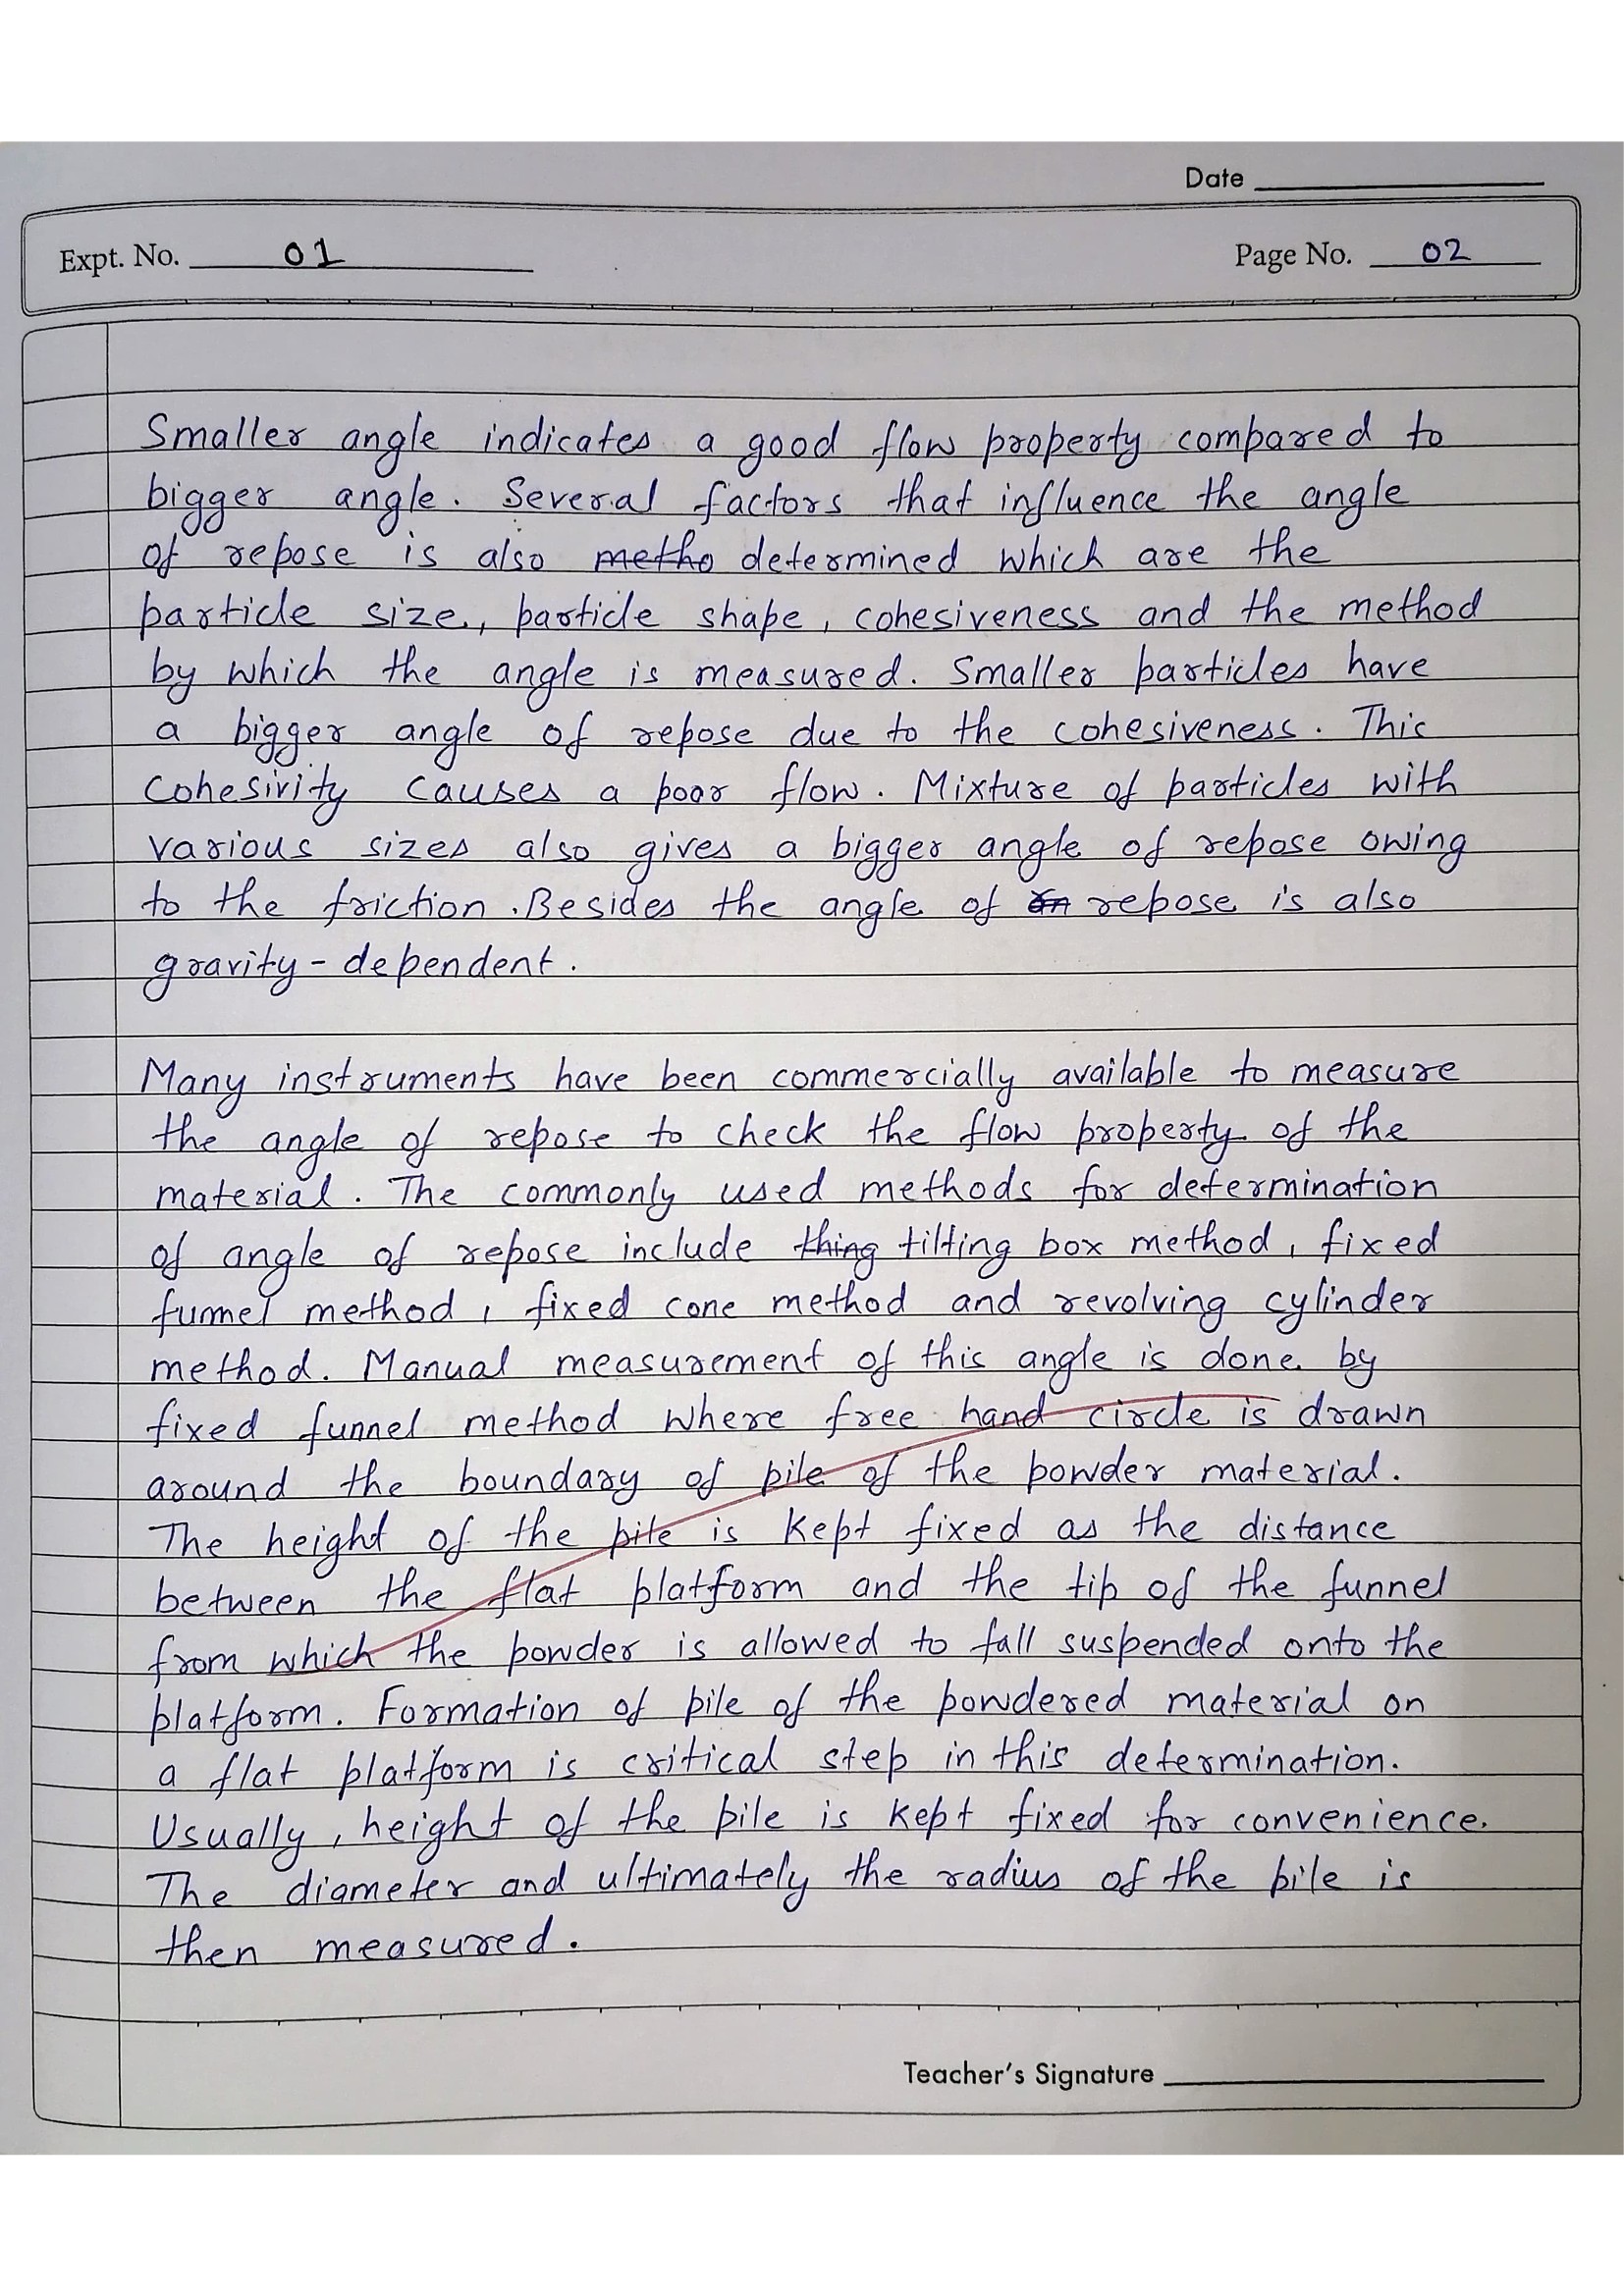 Date
Expt. No. 01 Page No. 02
Smaller angle indicates a good flow property compared to
bigger angle. Several factors that influence the angle
of repose is also metho determined which are the
particle size, particle shape, cohesiveness and the method
by which the angle is measured. Smaller particles have
a bigger angle of repose due to the cohesiveness. This
cohesivity causes a poor flow. Mixture of particles with
various sizes also gives a bigger angle of repose owing
to the friction. Besides the angle of repose is also
gravity-dependent.
Many instruments have been commercially available to measure
the angle of repose to check the flow property of the
material. The commonly used methods for determination
of angle of repose include thing tilting box method, fixed
funnel method, fixed cone method and revolving cylinder
method. Manual measurement of this angle is done by
fixed funnel method where free hand circle is drawn
around the boundary of pile of the powder material.
The height of the pile is kept fixed as the distance
between the flat platform and the tip of the funnel
from which the powder is allowed to fall suspended onto the
platform. Formation of pile of the powdered material on
a flat platform is critical step in this determination.
Usually, height of the pile is kept fixed for convenience.
The diameter and ultimately the radius of the pile is
then measured.
Teacher's Signature